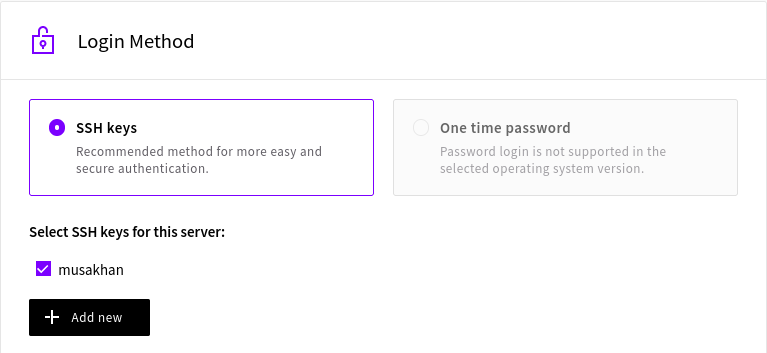 Login Method
SSH keys
Recommended method for more easy and
secure authentication.
One time password
Password login is not supported in the
selected operating system version.
Select SSH keys for this server:
musakhan
Add new